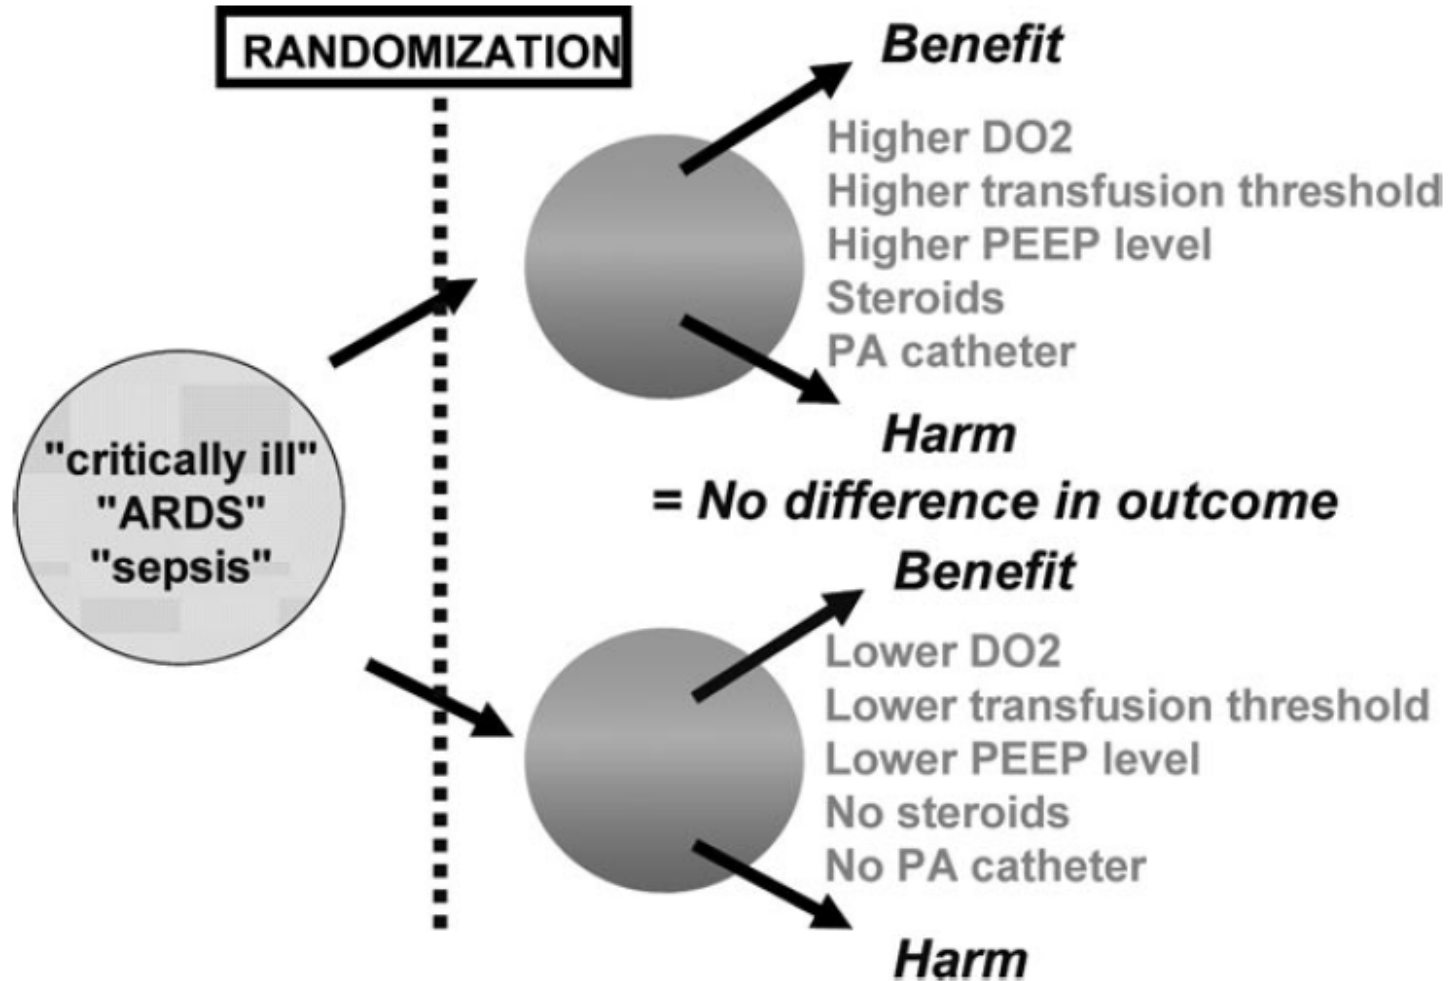 RANDOMIZATION
Benefit
Higher DO2
Higher transfusion threshold
Higher PEEP level
Steroids
PA catheter
Harm
"critically ill"
"ARDS"
"sepsis"
= No difference in outcome
Benefit
Lower DO2
Lower transfusion threshold
Lower PEEP level
No steroids
No PA catheter
Harm